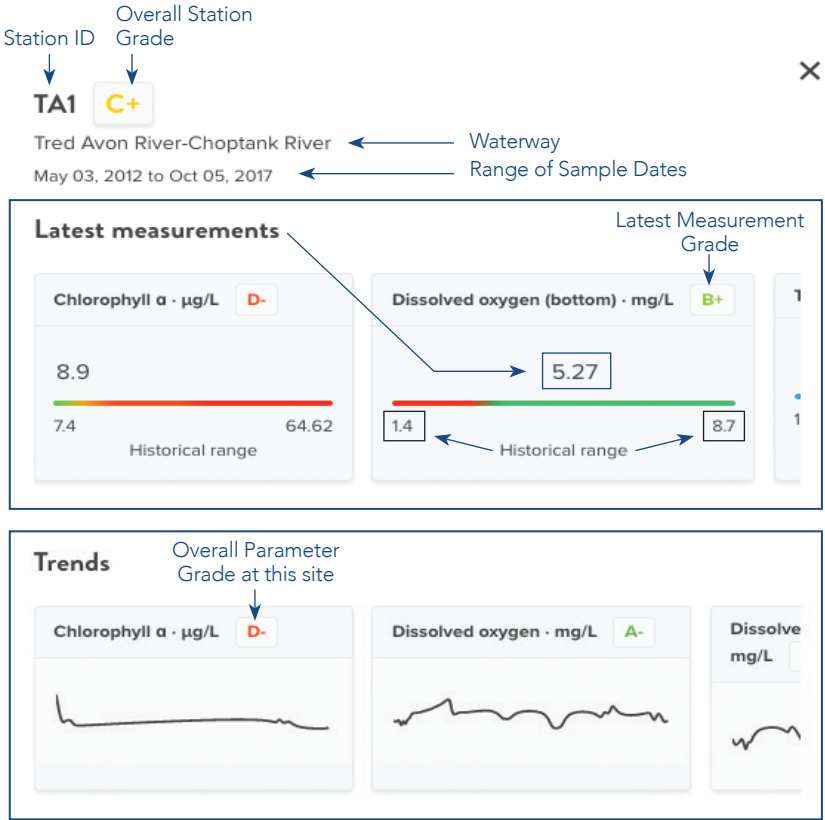 Overall Station
Grade
Station ID
TA1 C+
Tred Avon River-Choptank River
Waterway
May 03, 2012 to Oct 05, 2017
Range of Sample Dates
Latest measurements
Latest Measurement
Grade
Chlorophyll ɑ · µg/L D-
8.9
7.4 64.62
Historical range
Dissolved oxygen (bottom) · mg/L B+
5.27
1.4 8.7
Historical range
T
1
Trends
Overall Parameter
Grade at this site
Chlorophyll ɑ · µg/L D-
Dissolved oxygen · mg/L A-
Dissolve
mg/L